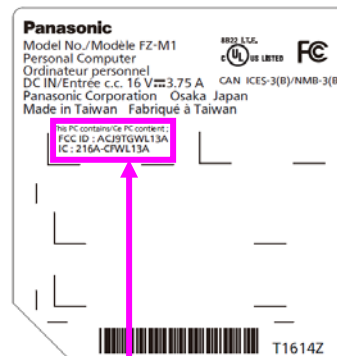 Panasonic
Model No./Modèle FZ-M1
Personal Computer
Ordinateur personnel
DC IN/Entrée c.c. 16 V⎓3.75 A
Panasonic Corporation Osaka Japan
Made in Taiwan Fabriqué à Taiwan
8B22 I.T.E.
c UL US LISTED FC
CAN ICES-3(B)/NMB-3(B
This PC contains/Ce PC contient ;
FCC ID : ACJ9TGWL13A
IC : 216A-CFWL13A
T1614Z